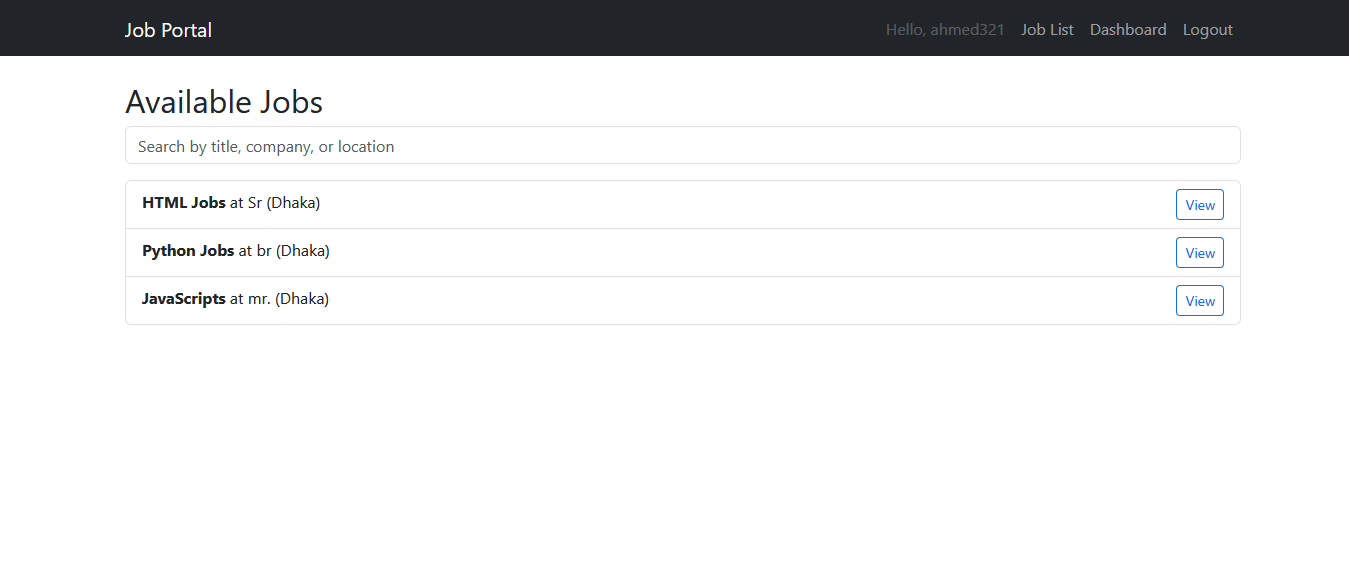 Job Portal Hello, ahmed321 Job List Dashboard Logout
Available Jobs
Search by title, company, or location
HTML Jobs at Sr (Dhaka) View
Python Jobs at br (Dhaka) View
JavaScripts at mr. (Dhaka) View